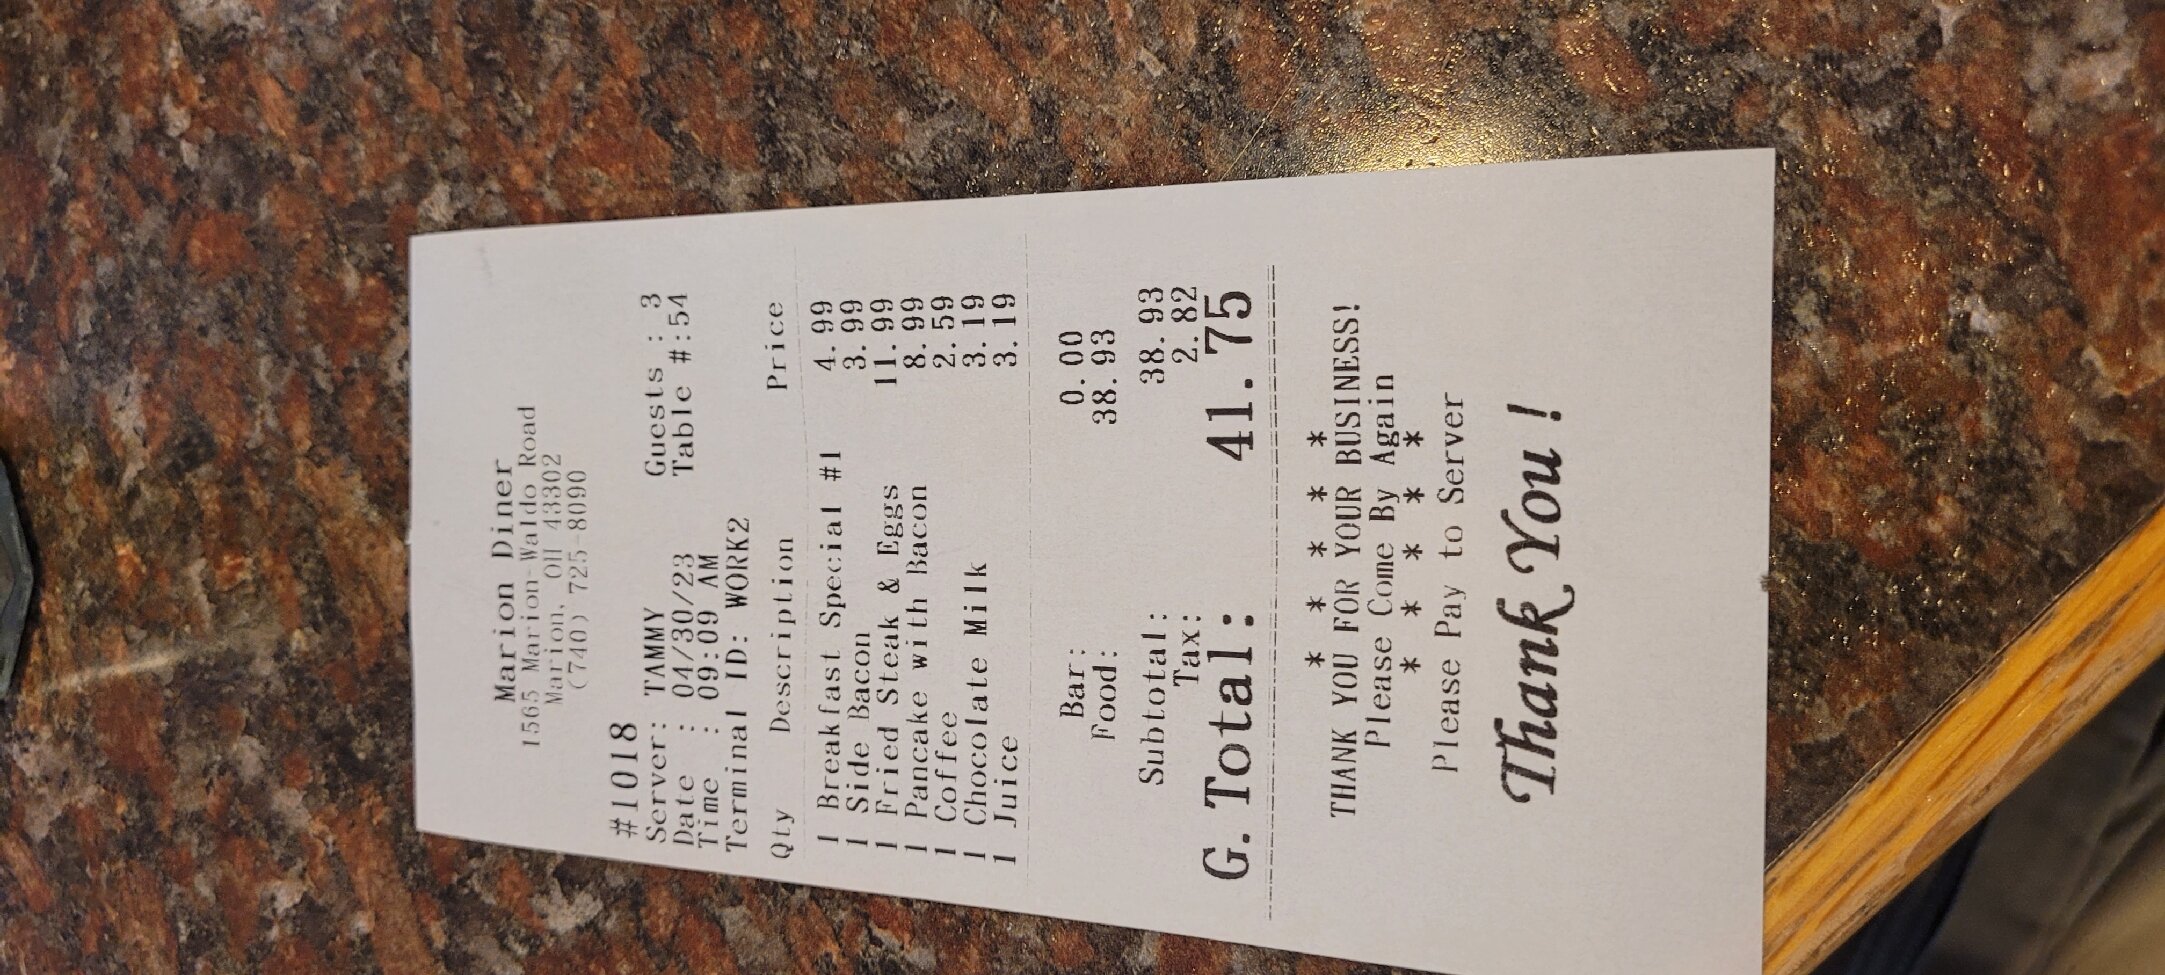 Marion Diner
1565 Marion-Waldo Road
Marion, OH 43302
(740) 725-8090
#1018
Server: TAMMY Guests : 3
Date : 04/30/23 Table #:54
Time : 09:09 AM
Terminal ID: WORK2
Qty Description Price
1 Breakfast Special #1 4.99
1 Side Bacon 3.99
1 Fried Steak & Eggs 11.99
1 Pancake with Bacon 8.99
1 Coffee 2.59
1 Chocolate Milk 3.19
1 Juice 3.19
Bar: 0.00
Food: 38.93
Subtotal: 38.93
Tax: 2.82
G. Total: 41.75
* * * * *
THANK YOU FOR YOUR BUSINESS!
Please Come By Again
* * * * *
Please Pay to Server
Thank You !